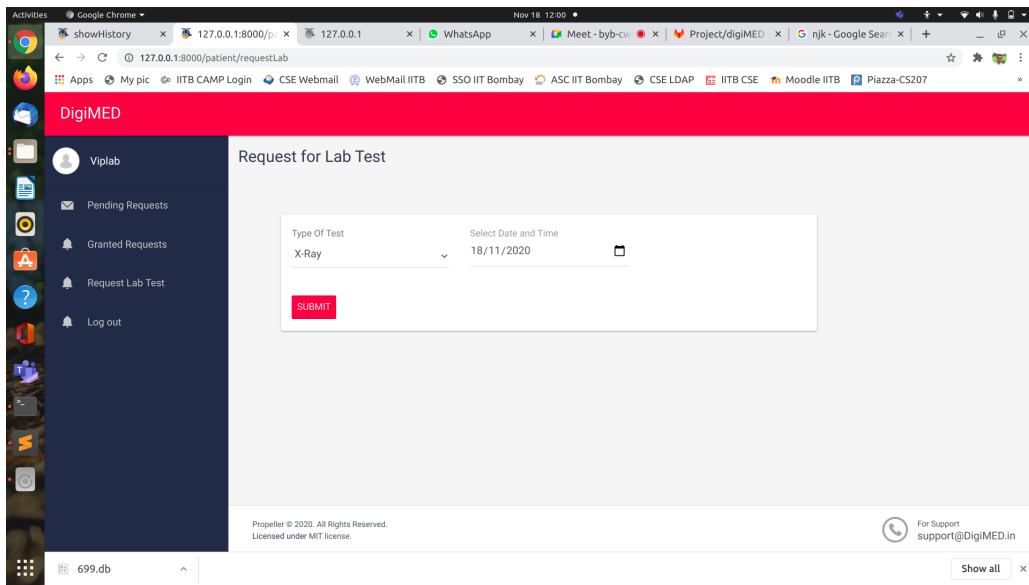 Activities Google Chrome Nov 18 12:00
showHistory 127.0.0.1:8000/pa 127.0.0.1 WhatsApp Meet - byb-cw Project/digiMED njk - Google Sear
127.0.0.1:8000/patient/requestLab
Apps My pic IITB CAMP Login CSE Webmail WebMail IITB SSO IIT Bombay ASC IIT Bombay CSE LDAP IITB CSE Moodle IITB Piazza-CS207 »
DigiMED
Viplab
Request for Lab Test
Pending Requests
Granted Requests
Request Lab Test
Log out
Type Of Test
Select Date and Time
X-Ray
18/11/2020
SUBMIT
Propeller © 2020. All Rights Reserved.
Licensed under MIT license.
For Support
support@DigiMED.in
699.db
Show all